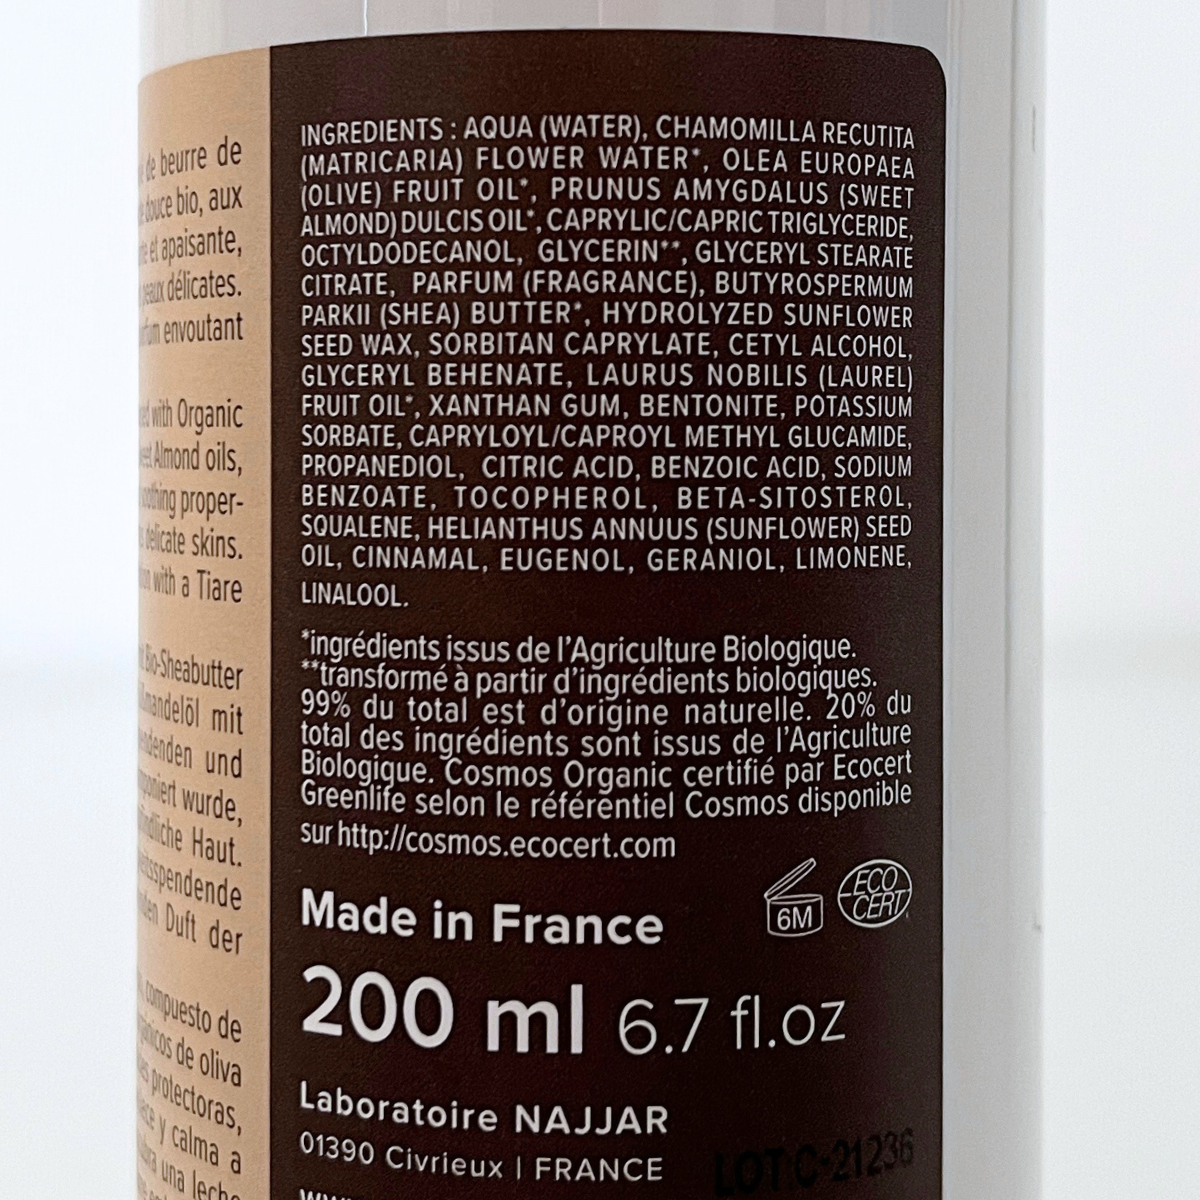 de beurre de
douce bio, aux
et apaisante,
peaux délicates.
envoutant
with Organic
Almond oils,
soothing proper-
delicate skins.
with a Tiare
Bio-Sheabutter
mit
und
wurde,
Haut.
Duft der
compuesto de
de oliva
protectoras,
y calma a
una leche
INGREDIENTS : AQUA (WATER), CHAMOMILLA RECUTITA
(MATRICARIA) FLOWER WATER*, OLEA EUROPAEA
(OLIVE) FRUIT OIL*, PRUNUS AMYGDALUS (SWEET
ALMOND) DULCIS OIL*, CAPRYLIC/CAPRIC TRIGLYCERIDE,
OCTYLDODECANOL, GLYCERIN**, GLYCERYL STEARATE
CITRATE, PARFUM (FRAGRANCE), BUTYROSPERMUM
PARKII (SHEA) BUTTER*, HYDROLYZED SUNFLOWER
SEED WAX, SORBITAN CAPRYLATE, CETYL ALCOHOL,
GLYCERYL BEHENATE, LAURUS NOBILIS (LAUREL)
FRUIT OIL*, XANTHAN GUM, BENTONITE, POTASSIUM
SORBATE, CAPRYLOYL/CAPROYL METHYL GLUCAMIDE,
PROPANEDIOL, CITRIC ACID, BENZOIC ACID, SODIUM
BENZOATE, TOCOPHEROL, BETA-SITOSTEROL,
SQUALENE, HELIANTHUS ANNUUS (SUNFLOWER) SEED
OIL, CINNAMAL, EUGENOL, GERANIOL, LIMONENE,
LINALOOL.
*ingrédients issus de l'Agriculture Biologique.
**transformé à partir d'ingrédients biologiques.
99% du total est d'origine naturelle. 20% du
total des ingrédients sont issus de l'Agriculture
Biologique. Cosmos Organic certifié par Ecocert
Greenlife selon le référentiel Cosmos disponible
sur http://cosmos.ecocert.com
6M
ECO
CERT
Made in France
200 ml 6.7 fl.oz
Laboratoire NAJJAR
01390 Civrieux | FRANCE
LOT C-21236